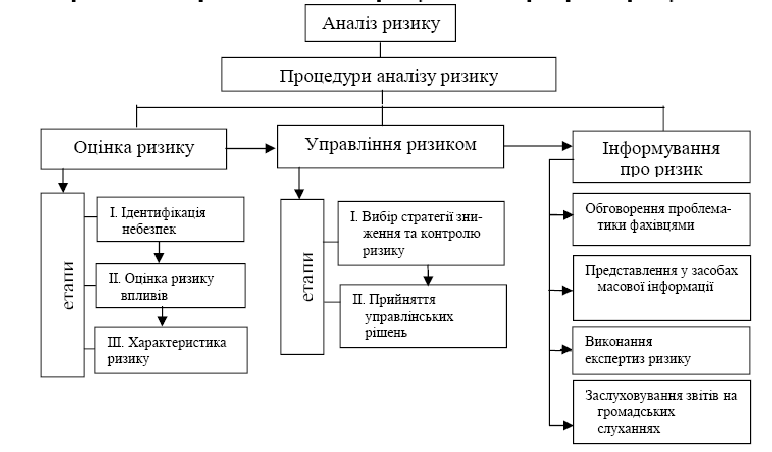 Аналіз ризику
Процедури аналізу ризику
Оцінка ризику
Управління ризиком
Інформування
про ризик
етапи
І. Ідентифікація
небезпек
ІІ. Оцінка ризику
впливів
ІІІ. Характеристика
ризику
етапи
І. Вибір стратегії зни-
ження та контролю
ризику
ІІ. Прийняття
управлінських
рішень
Обговорення проблема-
тики фахівцями
Представлення у засобах
масової інформації
Виконання
експертиз ризику
Заслуховування звітів на
громадських
слуханнях